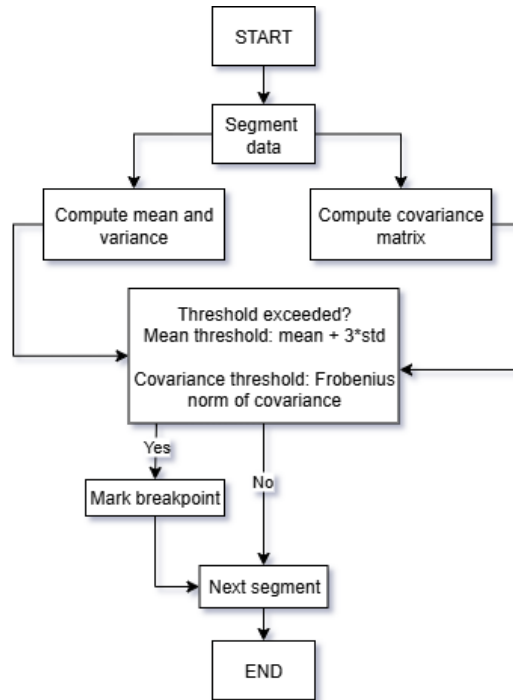 START
Segment
data
Compute mean and
variance
Compute covariance
matrix
Threshold exceeded?
Mean threshold: mean + 3*std
Covariance threshold: Frobenius
norm of covariance
Yes
No
Mark breakpoint
Next segment
END